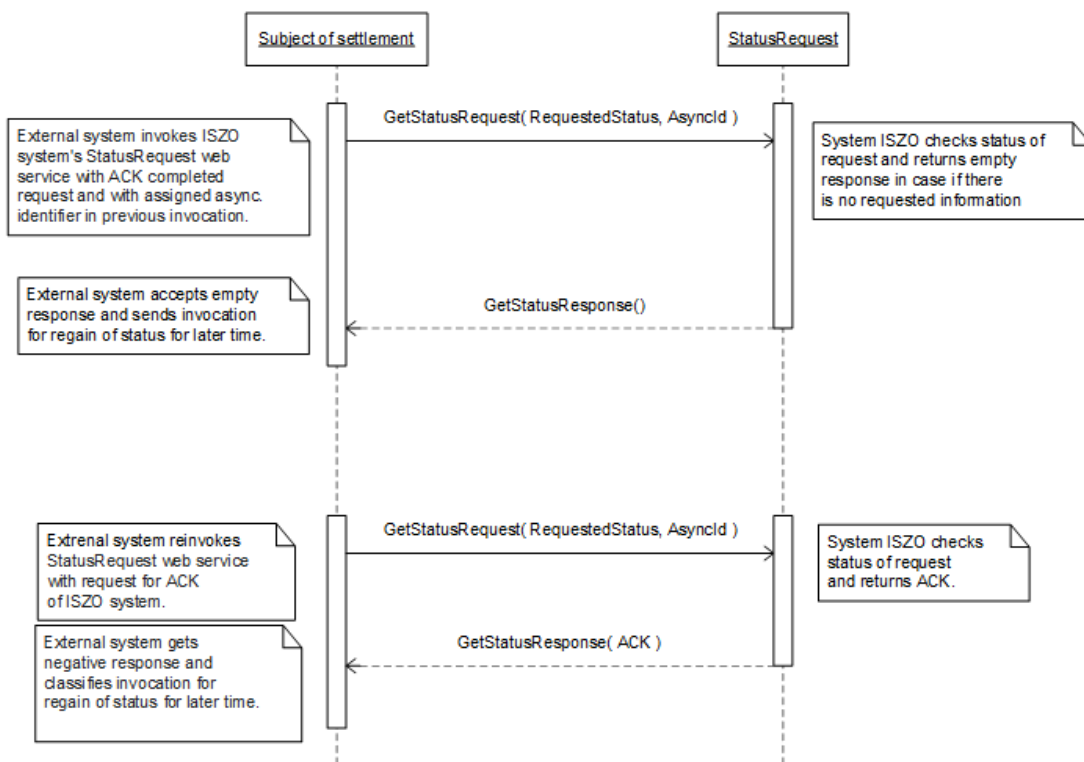 Subject of settlement
StatusRequest
GetStatusRequest( RequestedStatus, AsyncId )
External system invokes ISZO
system's StatusRequest web
service with ACK completed
request and with assigned async.
identifier in previous invocation.
System ISZO checks status of
request and returns empty
response in case if there
is no requested information
External system accepts empty
response and sends invocation
for regain of status for later time.
GetStatusResponse()
GetStatusRequest( RequestedStatus, AsyncId )
Extrenal system reinvokes
StatusRequest web service
with request for ACK
of ISZO system.
System ISZO checks
status of request
and returns ACK.
External system gets
negative response and
classifies invocation for
regain of status for later time.
GetStatusResponse( ACK )